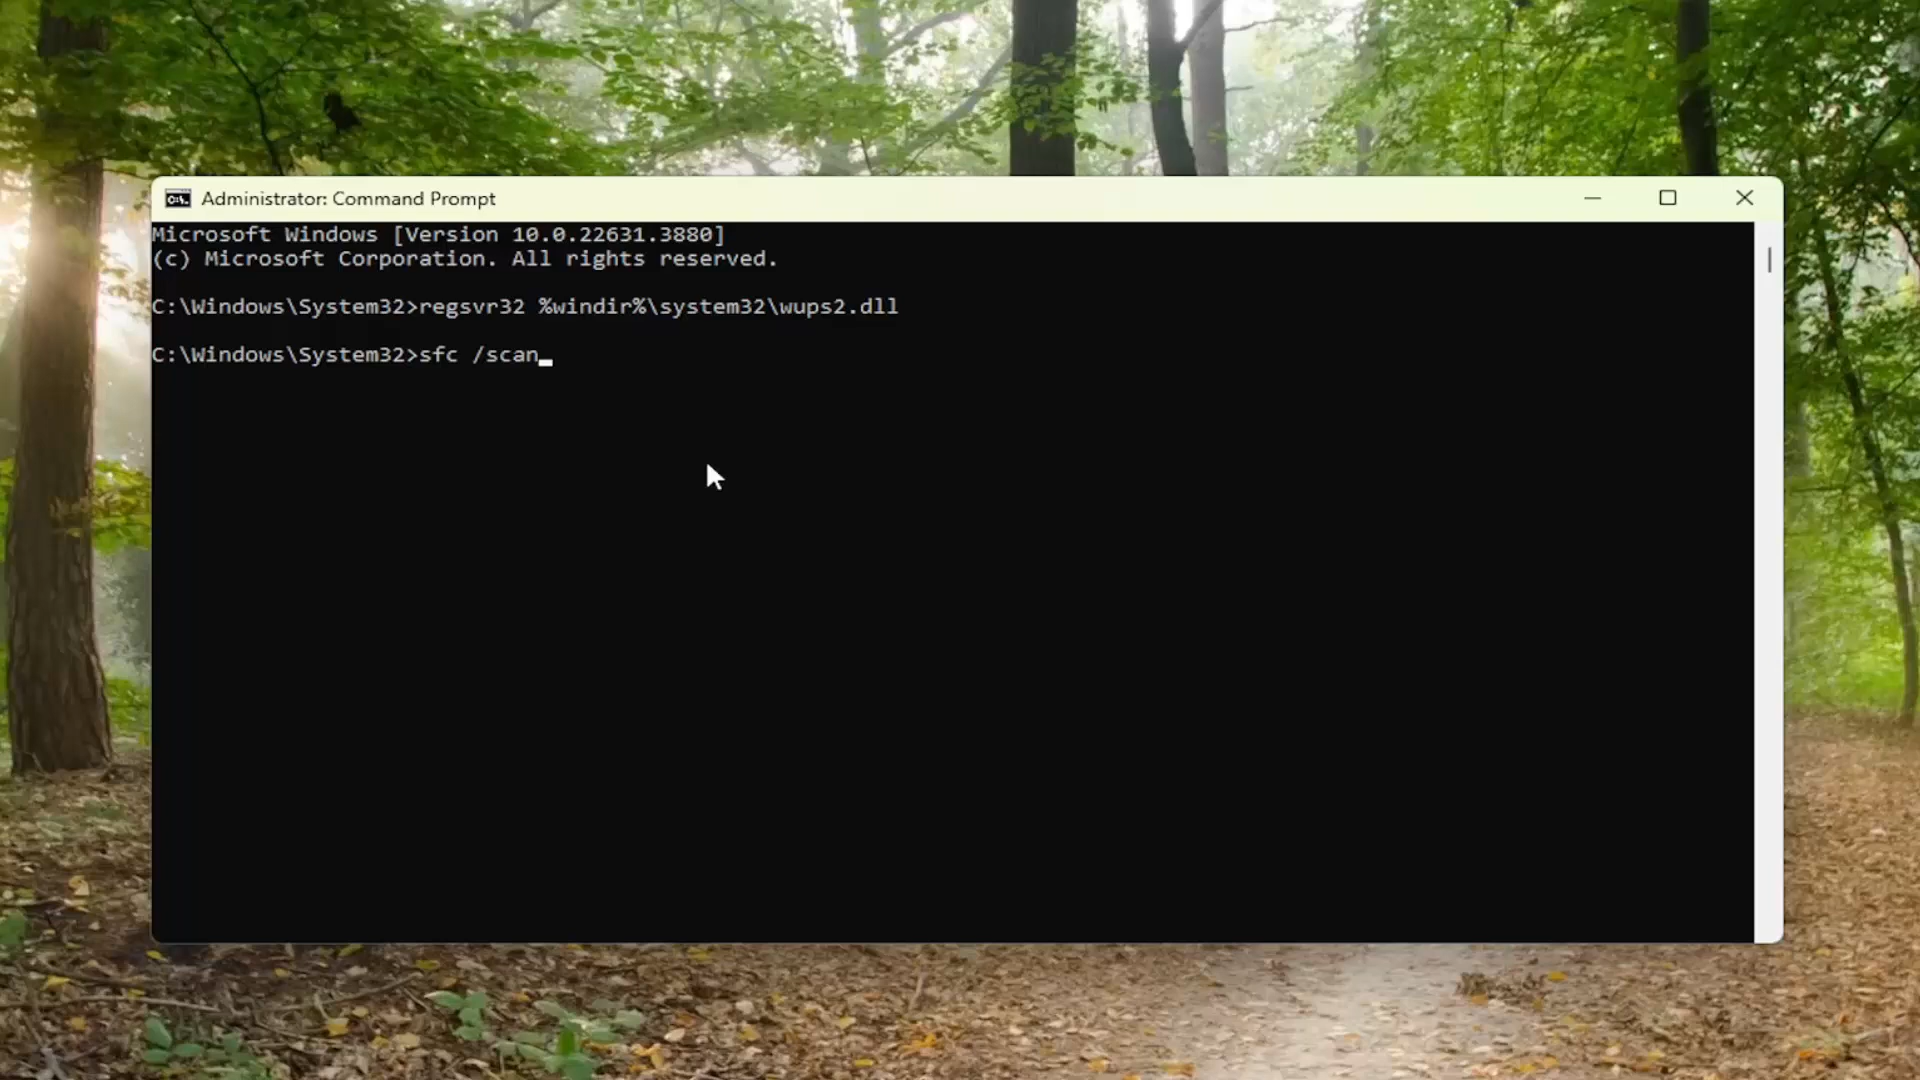 Administrator: Command Prompt
Microsoft Windows [Version 10.0.22631.3880]
(c) Microsoft Corporation. All rights reserved.
C:\Windows\System32>regsvr32 %windir%\system32\wups2.dll
C:\Windows\System32>sfc /scan